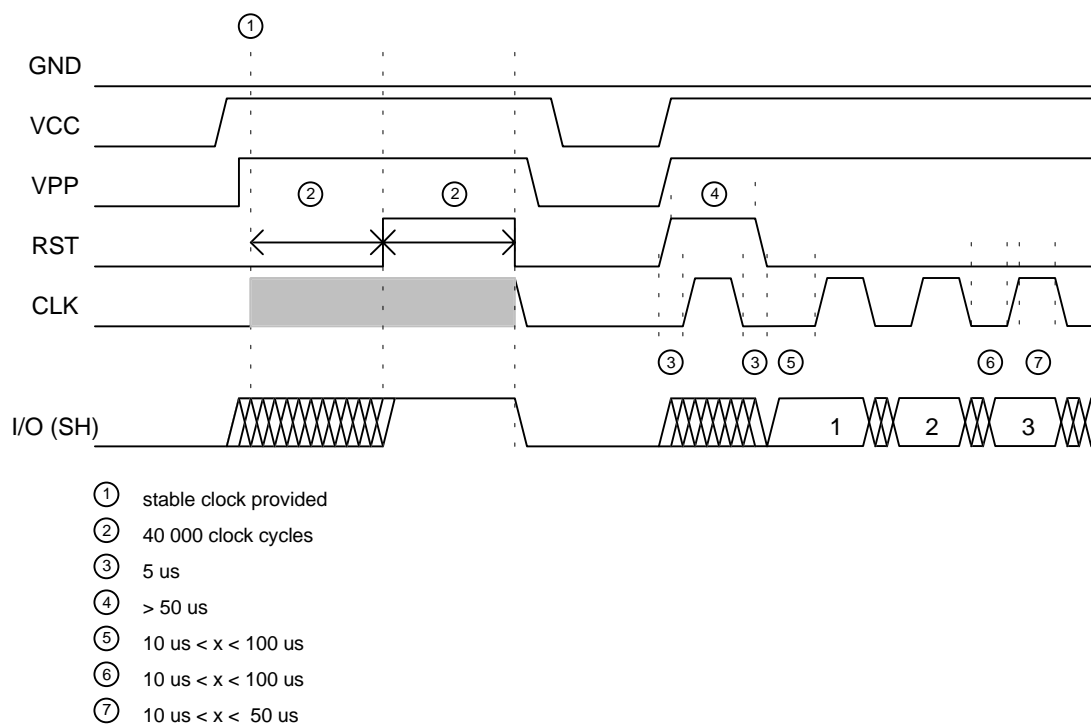 ①
GND
VCC
VPP ② ② ④
RST
CLK
③ ③ ⑤ ⑥ ⑦
I/O (SH) 1 2 3
① stable clock provided
② 40 000 clock cycles
③ 5 us
④ > 50 us
⑤ 10 us < x < 100 us
⑥ 10 us < x < 100 us
⑦ 10 us < x < 50 us